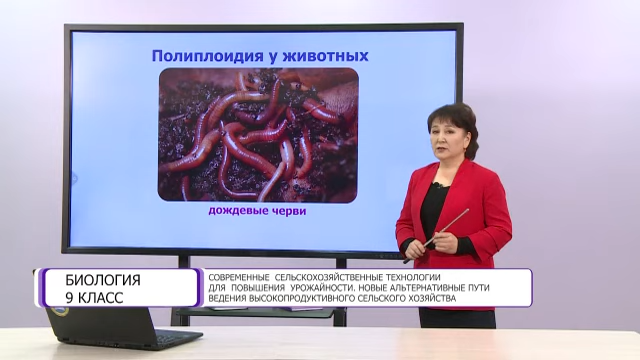 Полиплоидия у животных
дождевые черви
БИОЛОГИЯ
9 КЛАСС
СОВРЕМЕННЫЕ СЕЛЬСКОХОЗЯЙСТВЕННЫЕ ТЕХНОЛОГИИ
ДЛЯ ПОВЫШЕНИЯ УРОЖАЙНОСТИ. НОВЫЕ АЛЬТЕРНАТИВНЫЕ ПУТИ
ВЕДЕНИЯ ВЫСОКОПРОДУКТИВНОГО СЕЛЬСКОГО ХОЗЯЙСТВА